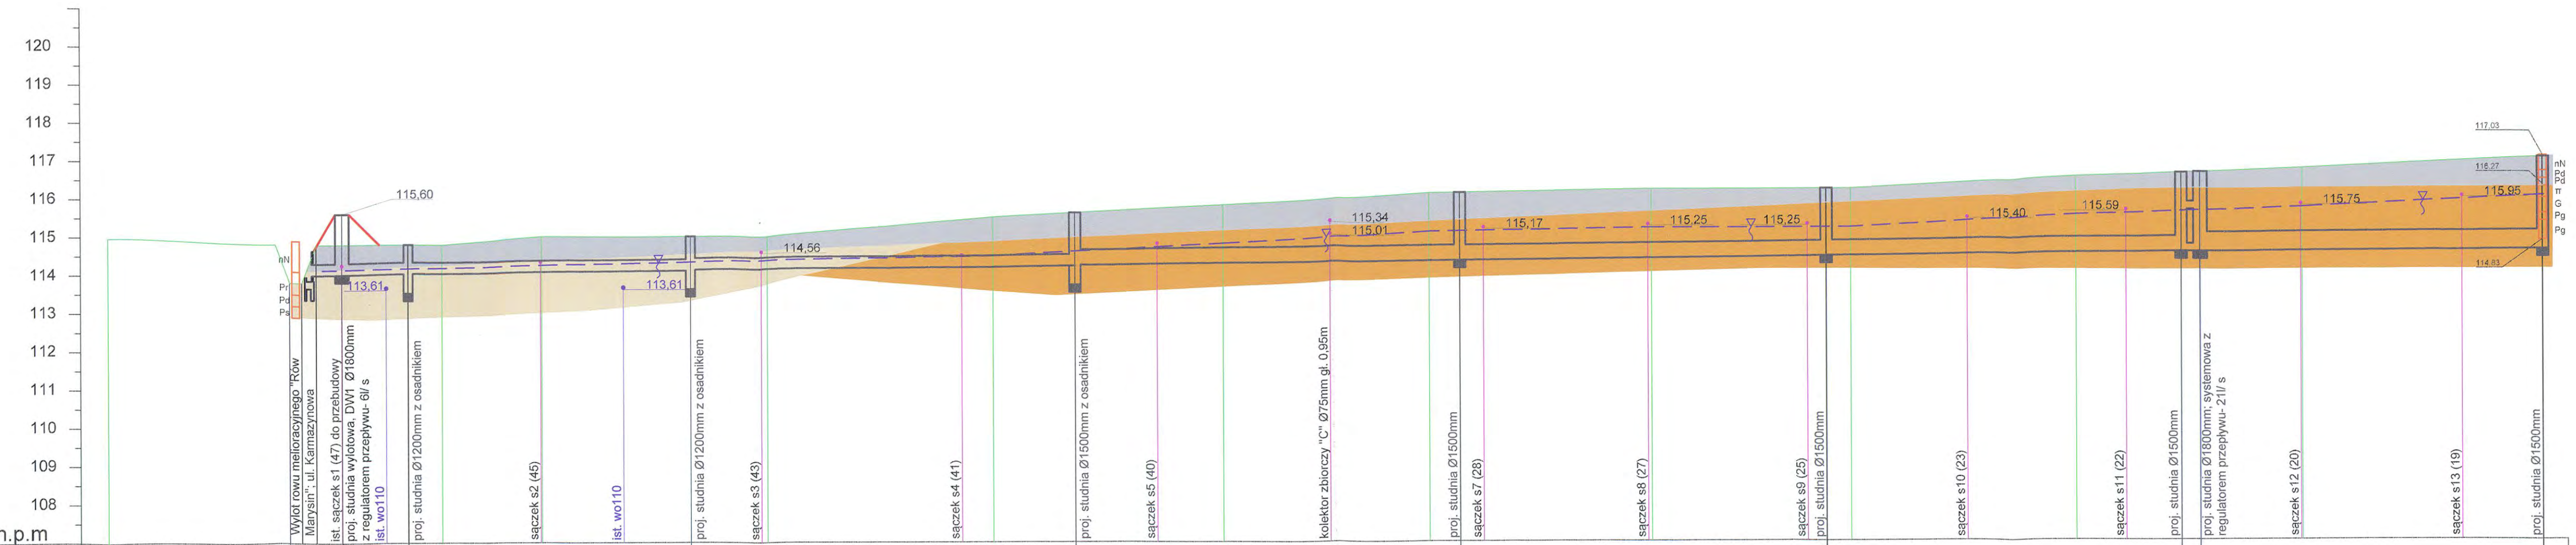 120
119
118
117
116
115
114
113
112
111
110
109
108
n.p.m
nN
Pr
Pd
Ps
115,60
113,61
113,61
114,56
115,34
115,01
115,17
115,25
115,25
115,40
115,59
115,75
115,95
117,03
116,27
114,83
nN
Pd
Pd
π
G
Pg
Pg
Wylot rowu melioracyjnego "Rów
Marysin"; ul. Karmazynowa
ist. sączek s1 (47) do przebudowy
proj. studnia wylotowa, DW1 Ø1800mm
z regulatorem przepływu- 6l/ s
ist. wo110
proj. studnia Ø1200mm z osadnikiem
sączek s2 (45)
ist. wo110
proj. studnia Ø1200mm z osadnikiem
sączek s3 (43)
sączek s4 (41)
proj. studnia Ø1500mm z osadnikiem
sączek s5 (40)
kolektor zbiorczy "C" Ø75mm gł. 0,95m
proj. studnia Ø1500mm
sączek s7 (28)
sączek s8 (27)
sączek s9 (25)
proj. studnia Ø1500mm
sączek s10 (23)
sączek s11 (22)
proj. studnia Ø1500mm
proj. studnia Ø1800mm; systemowa z
regulatorem przepływu- 21l/ s
sączek s12 (20)
sączek s13 (19)
proj. studnia Ø1500mm